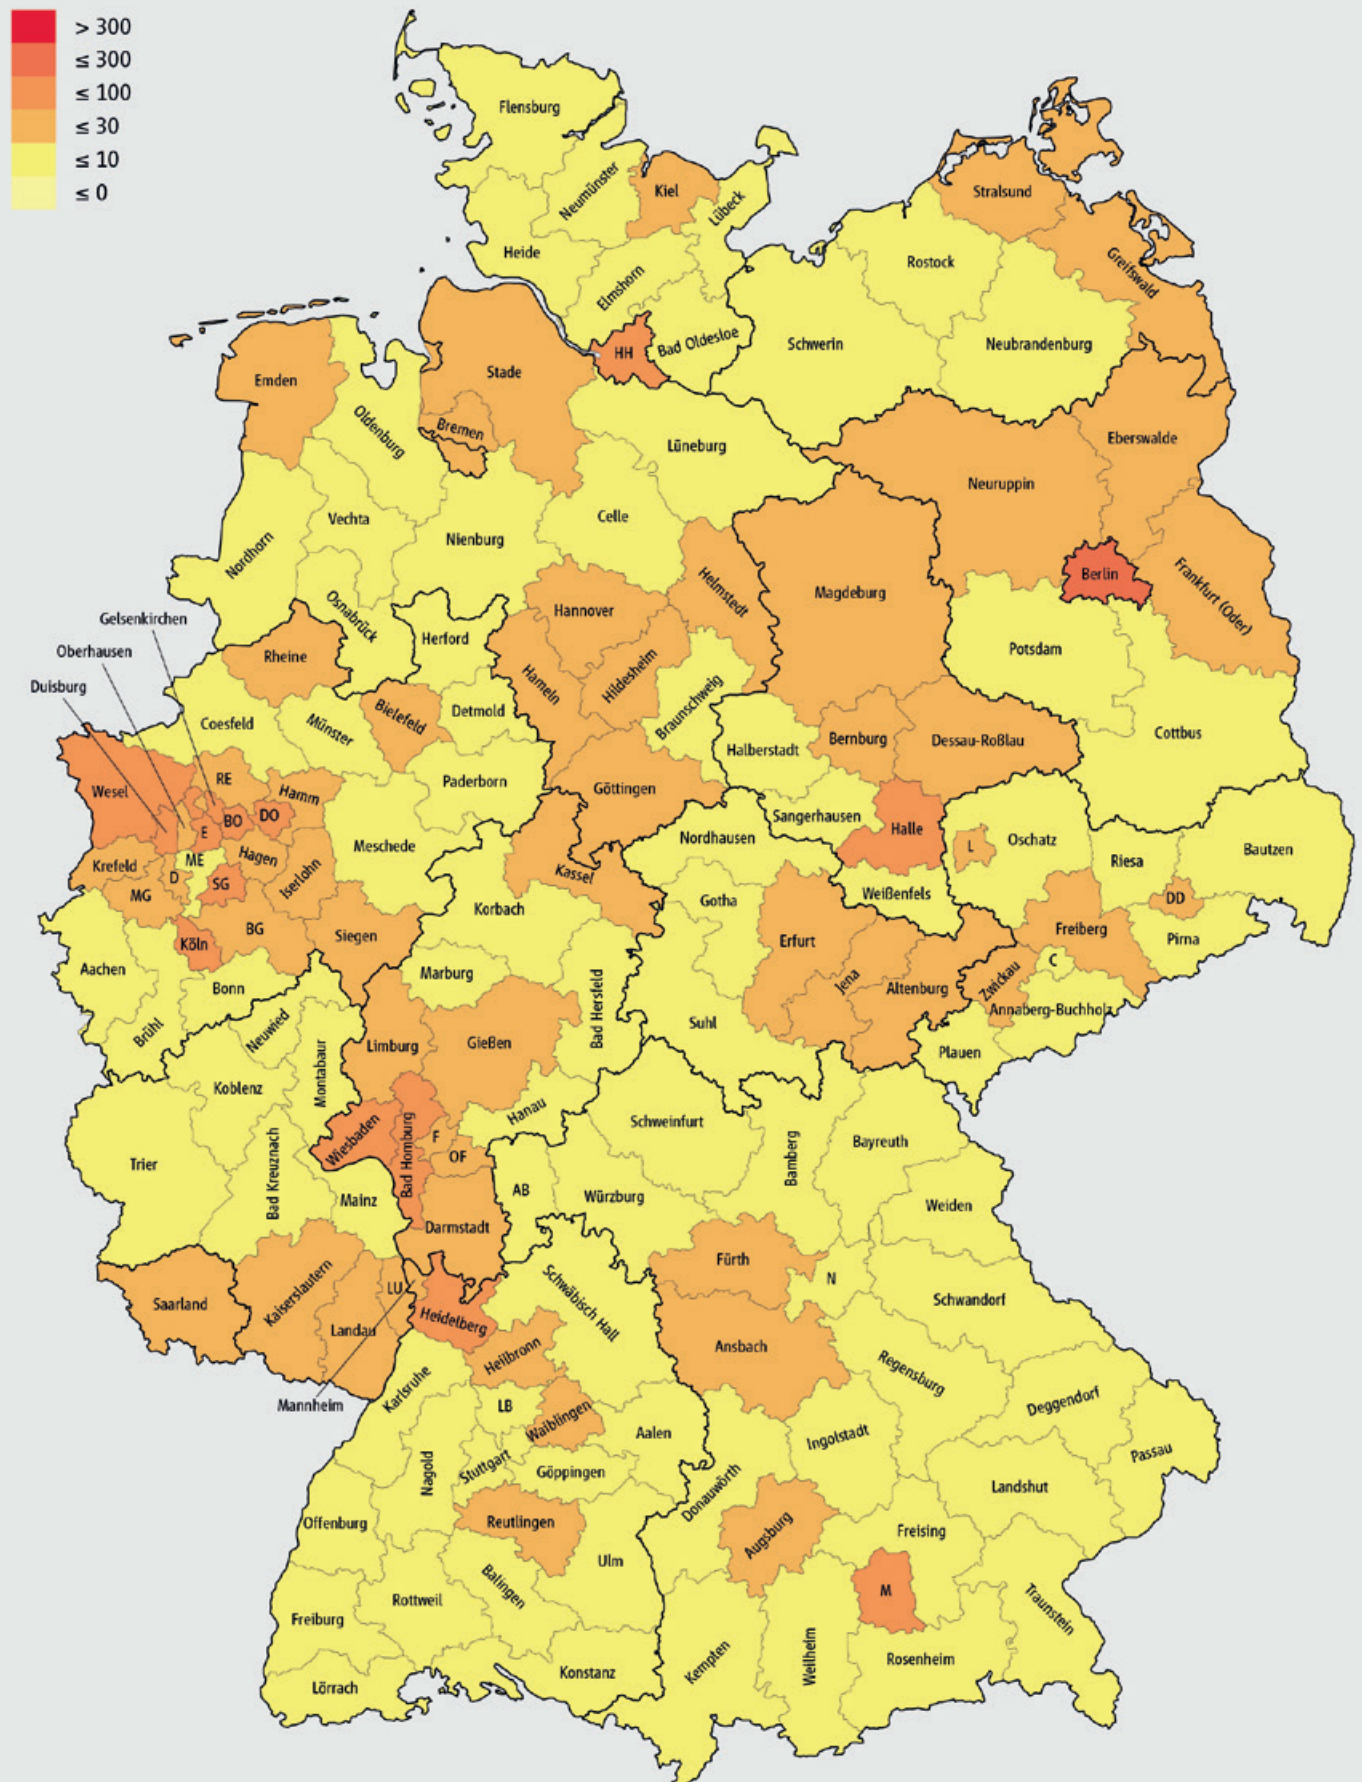 > 300
≤ 300
≤ 100
≤ 30
≤ 10
≤ 0
Flensburg
Neumünster
Kiel
Lübeck
Stralsund
Heide
Rostock
Greifswald
Elmshorn
HH
Bad Oldesloe
Schwerin
Neubrandenburg
Emden
Stade
Oldenburg
Bremen
Lüneburg
Eberswalde
Neuruppin
Vechta
Celle
Nienburg
Nordhorn
Helmstedt
Berlin
Frankfurt (Oder)
Magdeburg
Hannover
Gelsenkirchen
Osnabrück
Herford
Oberhausen
Rheine
Potsdam
Hildesheim
Duisburg
Hameln
Braunschweig
Coesfeld
Münster
Bielefeld
Detmold
Halberstadt
Bernburg
Dessau-Roßlau
Cottbus
RE
Paderborn
Göttingen
Wesel
Hamm
BO
DO
E
Sangerhausen
Halle
Nordhausen
Meschede
L
Oschatz
Riesa
Bautzen
Krefeld
ME
Hagen
D
SG
Iserlohn
Kassel
Weißenfels
MG
Gotha
DD
Korbach
Köln
BG
Siegen
Erfurt
Freiberg
Pirna
Aachen
Marburg
C
Zwickau
Bonn
Jena
Altenburg
Bad Hersfeld
Annaberg-Buchholz
Brühl
Neuwied
Suhl
Limburg
Gießen
Plauen
Montabaur
Koblenz
Hanau
Schweinfurt
Wiesbaden
Bad Homburg
F
OF
Bamberg
Bayreuth
Trier
Bad Kreuznach
Mainz
AB
Würzburg
Weiden
Darmstadt
Fürth
N
Saarland
Kaiserslautern
LU
Schwäbisch Hall
Schwandorf
Heidelberg
Landau
Heilbronn
Ansbach
Regensburg
Mannheim
Karlsruhe
LB
Waiblingen
Deggendorf
Aalen
Ingolstadt
Passau
Nagold
Stuttgart
Göppingen
Donauwörth
Landshut
Offenburg
Reutlingen
Augsburg
Freising
Ulm
Balingen
M
Rottweil
Freiburg
Traunstein
Weilheim
Kempten
Rosenheim
Konstanz
Lörrach